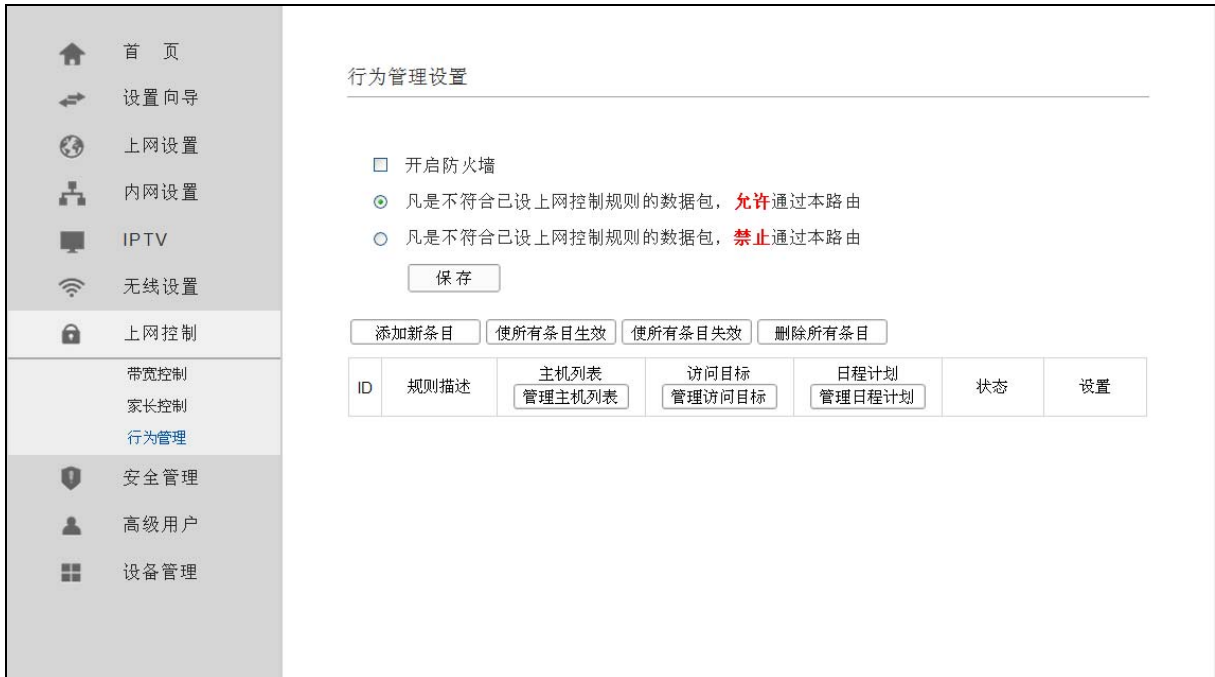 首 页
设置向导
上网设置
内网设置
IPTV
无线设置
上网控制
带宽控制
家长控制
行为管理
安全管理
高级用户
设备管理
行为管理设置
开启防火墙
凡是不符合已设上网控制规则的数据包，允许通过本路由
凡是不符合已设上网控制规则的数据包，禁止通过本路由
保存
添加新条目 使所有条目生效 使所有条目失效 删除所有条目
ID 规则描述 主机列表 访问目标 日程计划 状态 设置
管理主机列表 管理访问目标 管理日程计划